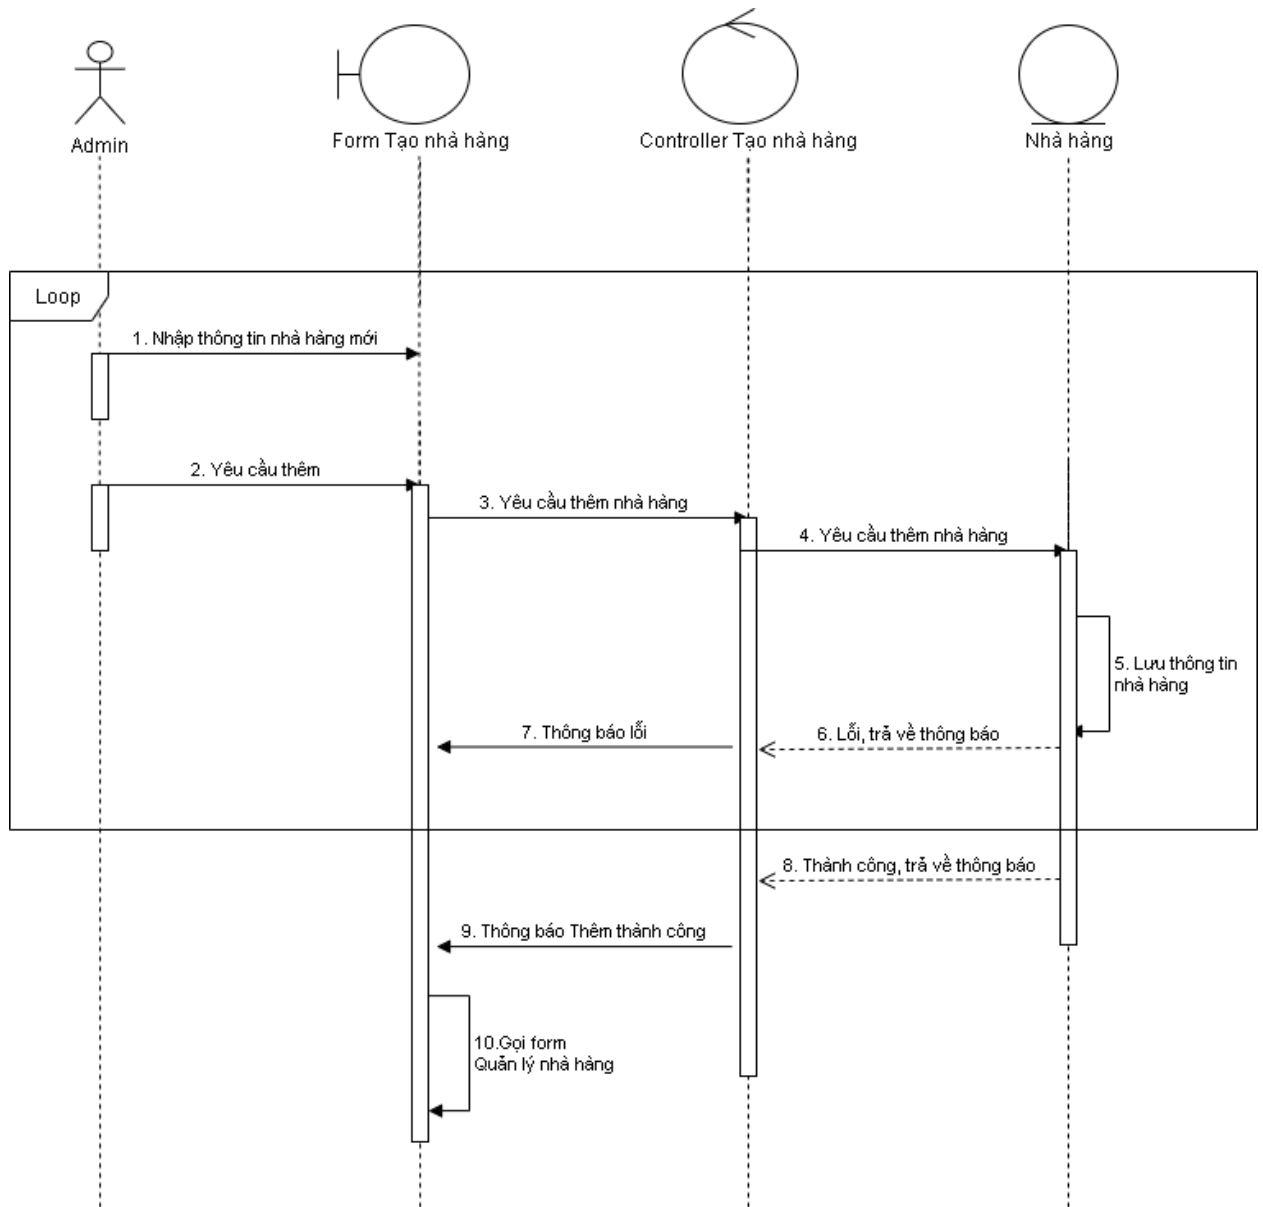 Admin
Form Tạo nhà hàng
Controller Tạo nhà hàng
Nhà hàng
Loop
1. Nhập thông tin nhà hàng mới
2. Yêu cầu thêm
3. Yêu cầu thêm nhà hàng
4. Yêu cầu thêm nhà hàng
5. Lưu thông tin
nhà hàng
7. Thông báo lỗi
6. Lỗi, trả về thông báo
8. Thành công, trả về thông báo
9. Thông báo Thêm thành công
10.Gọi form
Quản lý nhà hàng